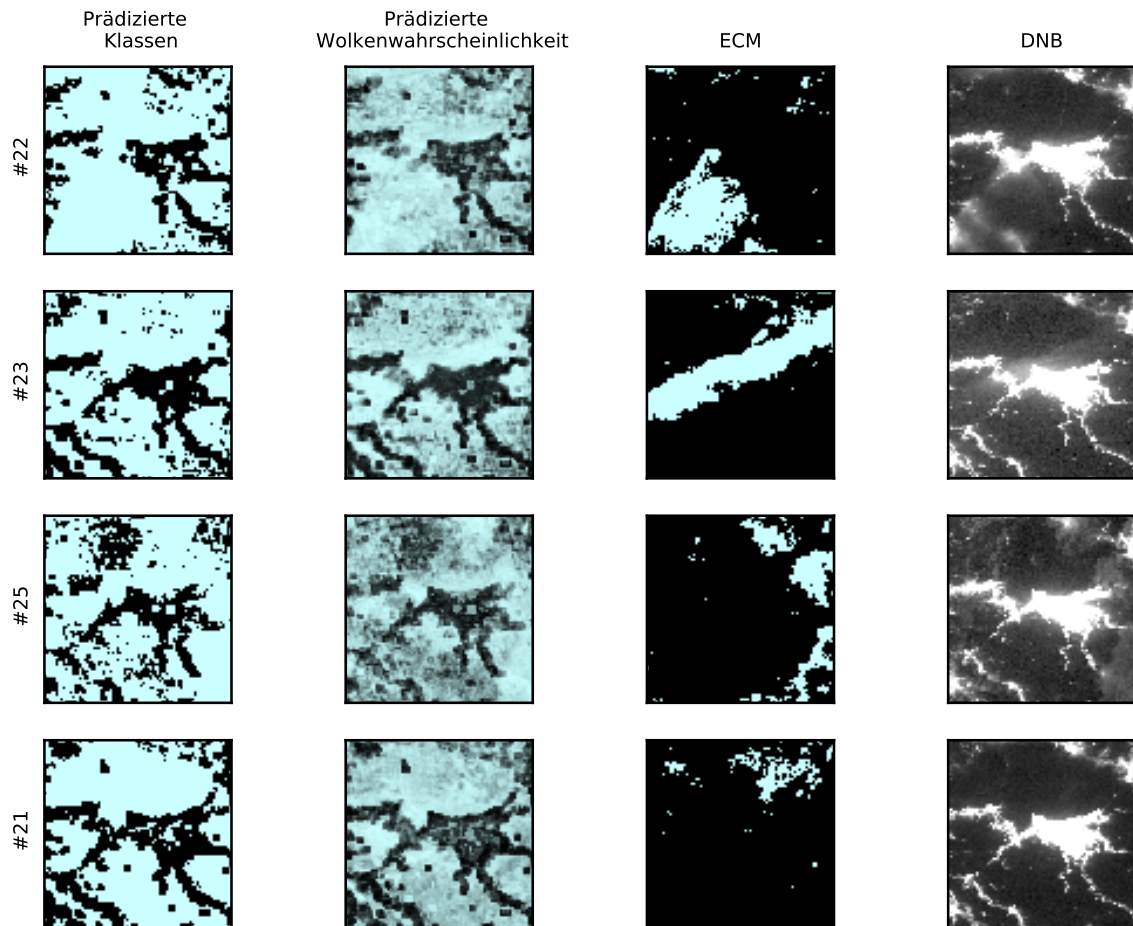 Prädizierte
Klassen
Prädizierte
Wolkenwahrscheinlichkeit
ECM
DNB
#22
#23
#25
#21